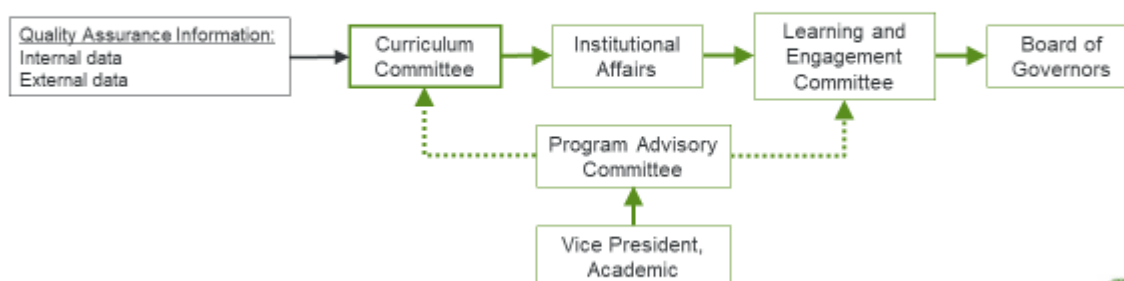 Quality Assurance Information:
Internal data
External data
Curriculum
Committee
Institutional
Affairs
Learning and
Engagement
Committee
Board of
Governors
Program Advisory
Committee
Vice President,
Academic